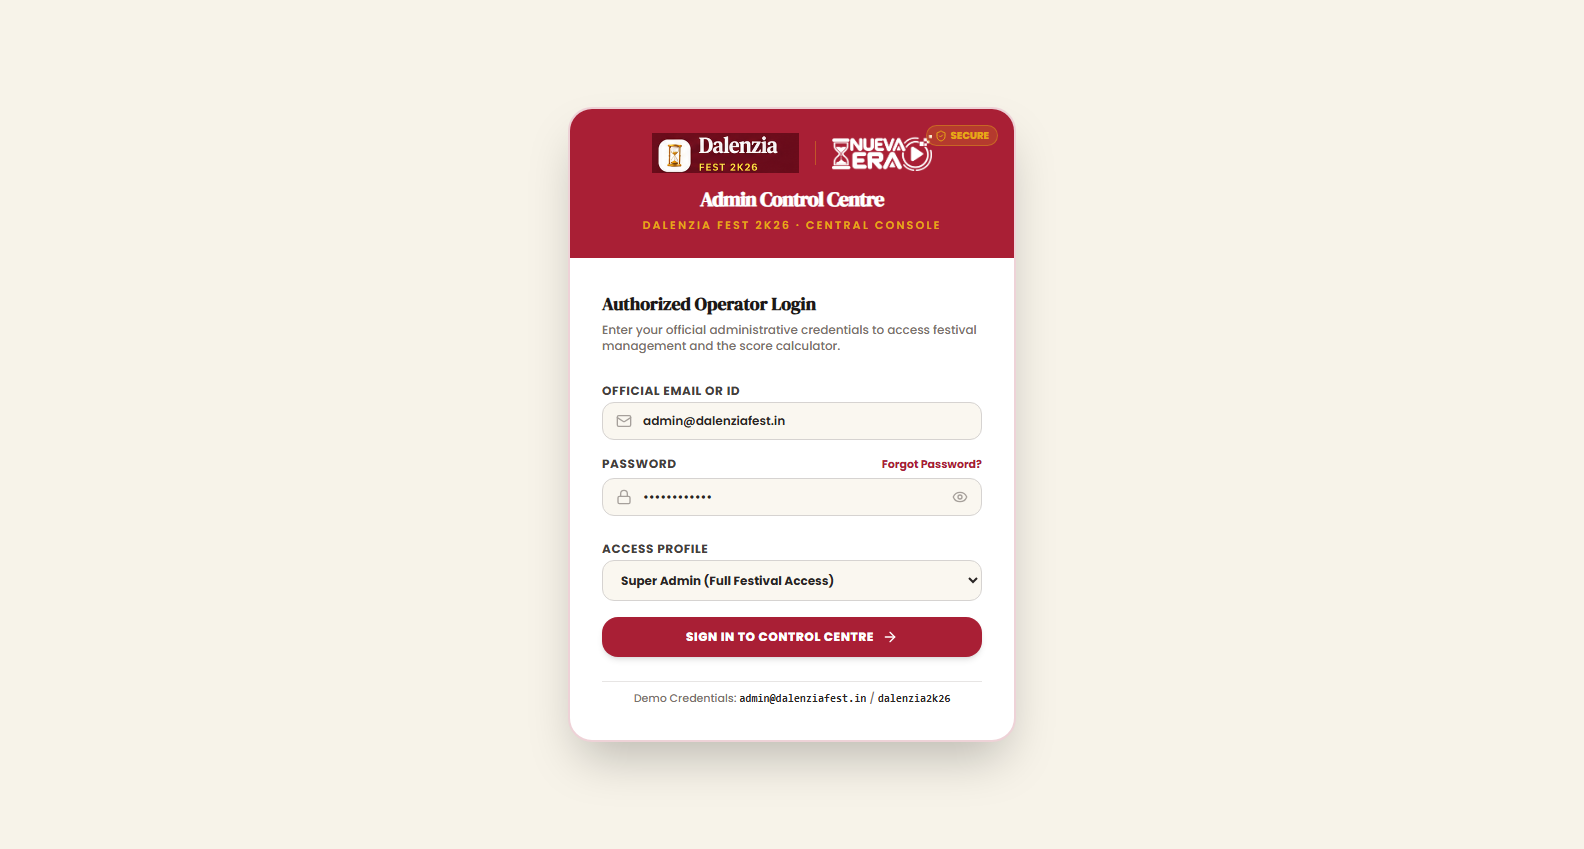 Dalenzia
FEST 2K26
NUEVA
ERA
SECURE
Admin Control Centre
DALENZIA FEST 2K26 · CENTRAL CONSOLE
Authorized Operator Login
Enter your official administrative credentials to access festival
management and the score calculator.
OFFICIAL EMAIL OR ID
admin@dalenziafest.in
PASSWORD
Forgot Password?
••••••••••••
ACCESS PROFILE
Super Admin (Full Festival Access)
SIGN IN TO CONTROL CENTRE →
Demo Credentials: admin@dalenziafest.in / dalenzia2k26